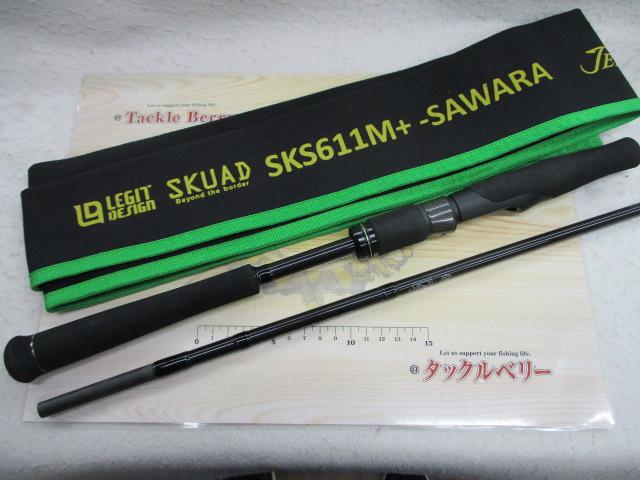 Let us support your fishing life.
@ Tackle Berry
LEGIT DESIGN
SKUAD
Beyond the border
SKS611M+ -SAWARA
0 1 2 3 4 5 6 7 8 9 10 11 12 13 14 15
Let us support your fishing life.
@ タックルベリー